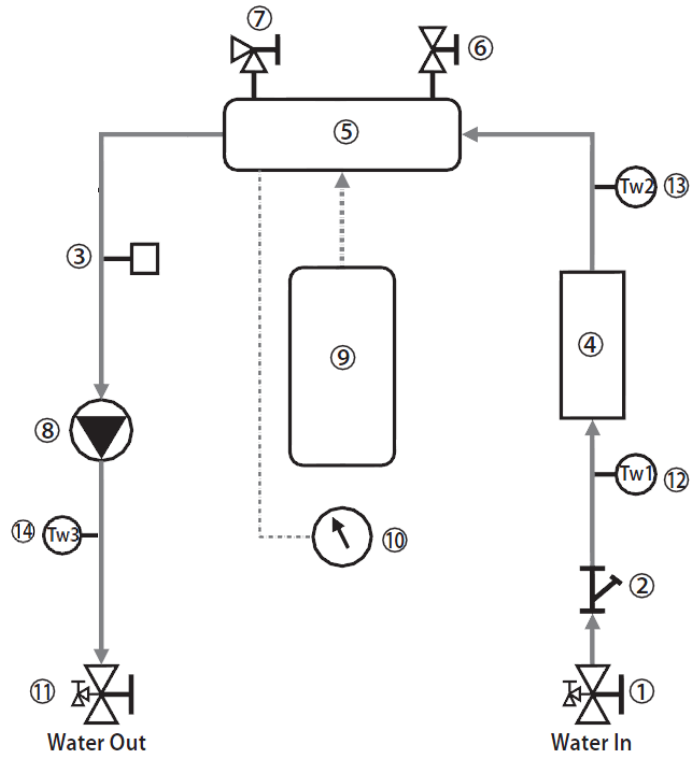 ⑦
⑥
⑤
Tw2 ⑬
③
④
⑨
⑧
Tw1 ⑫
⑭ Tw3
⑩
②
⑪
①
Water Out
Water In